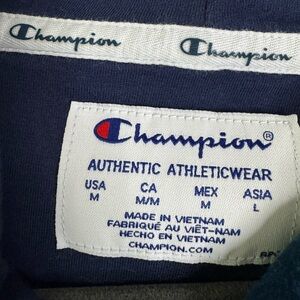 Champion Champion
Champion®
AUTHENTIC ATHLETICWEAR
USA CA MEX ASIA
M M/M M L
MADE IN VIETNAM
FABRIQUÉ AU VIÊT-NAM
HECHO EN VIETNAM
CHAMPION.COM